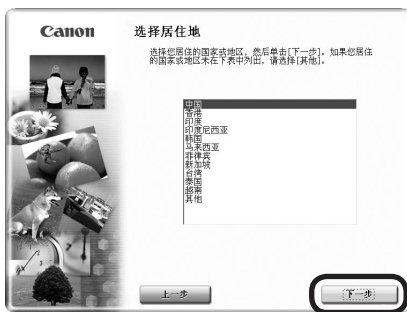 Canon
选择居住地
选择您居住的国家或地区，然后单击[下一步]。如果您居住
的国家或地区未在下表中列出，请选择[其他]。
中国
香港
印度
印度尼西亚
韩国
马来西亚
菲律宾
新加坡
台湾
泰国
越南
其他
上一步
下一步